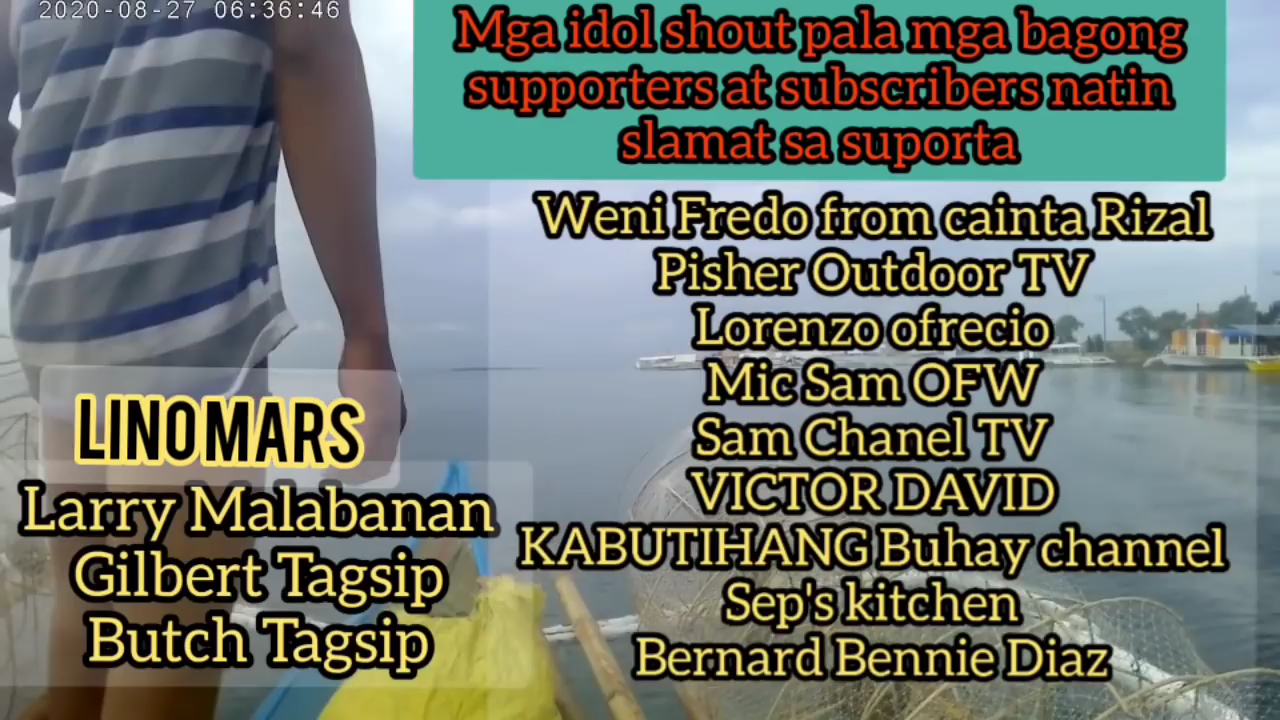 2020-08-27 06:36:46
Mga idol shout pala mga bagong
supporters at subscribers natin
slamat sa suporta
Weni Fredo from cainta Rizal
Pisher Outdoor TV
Lorenzo ofrecio
Mic Sam OFW
Sam Chanel TV
VICTOR DAVID
KABUTIHANG Buhay channel
Sep's kitchen
Bernard Bennie Diaz
LINOMARS
Larry Malabanan
Gilbert Tagsip
Butch Tagsip